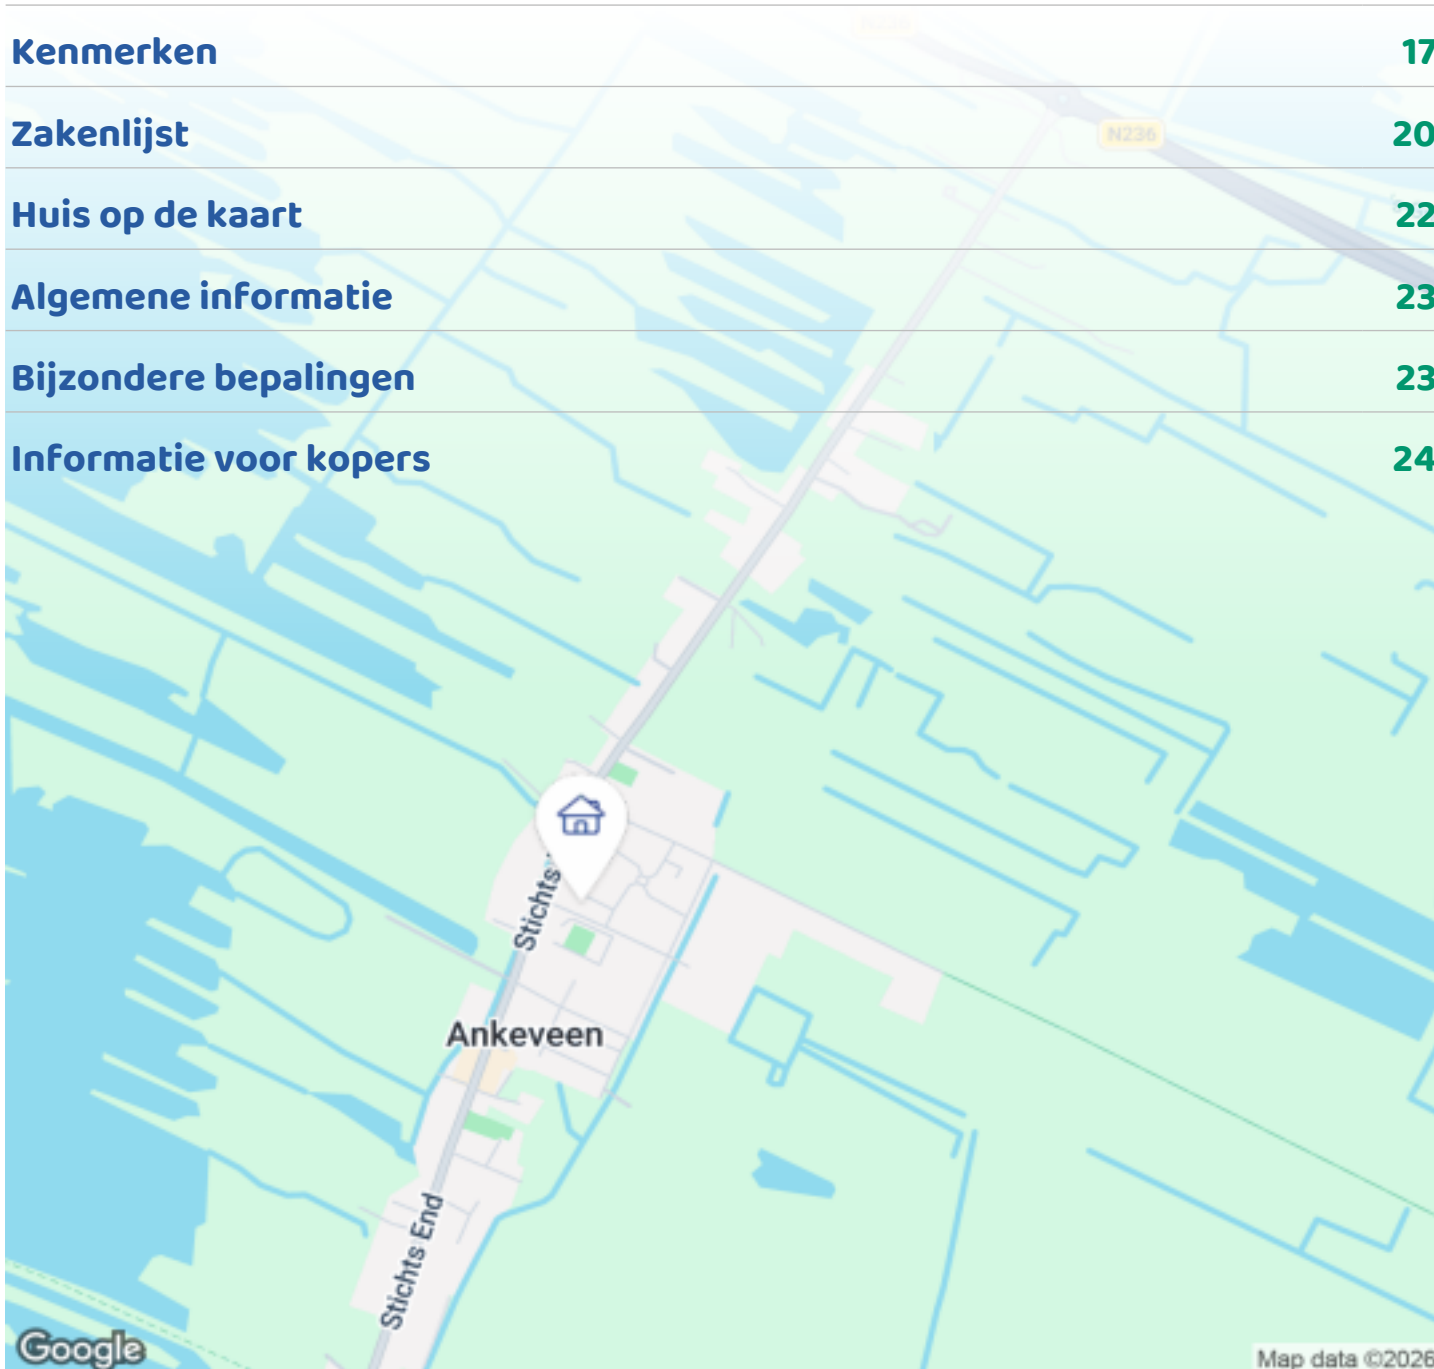 N236
Kenmerken 17
Zakenlijst 20
N236
Huis op de kaart 22
Algemene informatie 23
Bijzondere bepalingen 23
Informatie voor kopers 24
Stichts
Ankeveen
Stichts End
Google
Map data ©2026